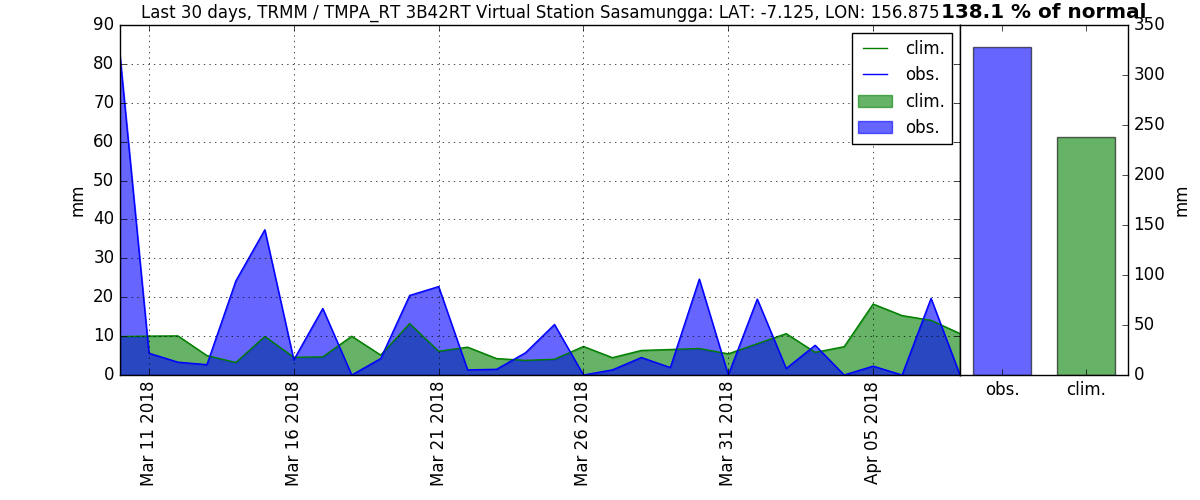 Last 30 days, TRMM / TMPA_RT 3B42RT Virtual Station Sasamungga: LAT: -7.125, LON: 156.875
138.1 % of normal
90
80
70
60
50
40
30
20
10
0
mm
Mar 11 2018
Mar 16 2018
Mar 21 2018
Mar 26 2018
Mar 31 2018
Apr 05 2018
clim.
obs.
clim.
obs.
350
300
250
200
150
100
50
0
mm
obs.
clim.